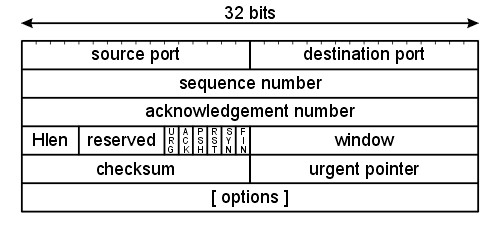 32 bits
source port destination port
sequence number
acknowledgement number
Hlen reserved URG ACK PSH RST SYN FIN window
checksum urgent pointer
[ options ]